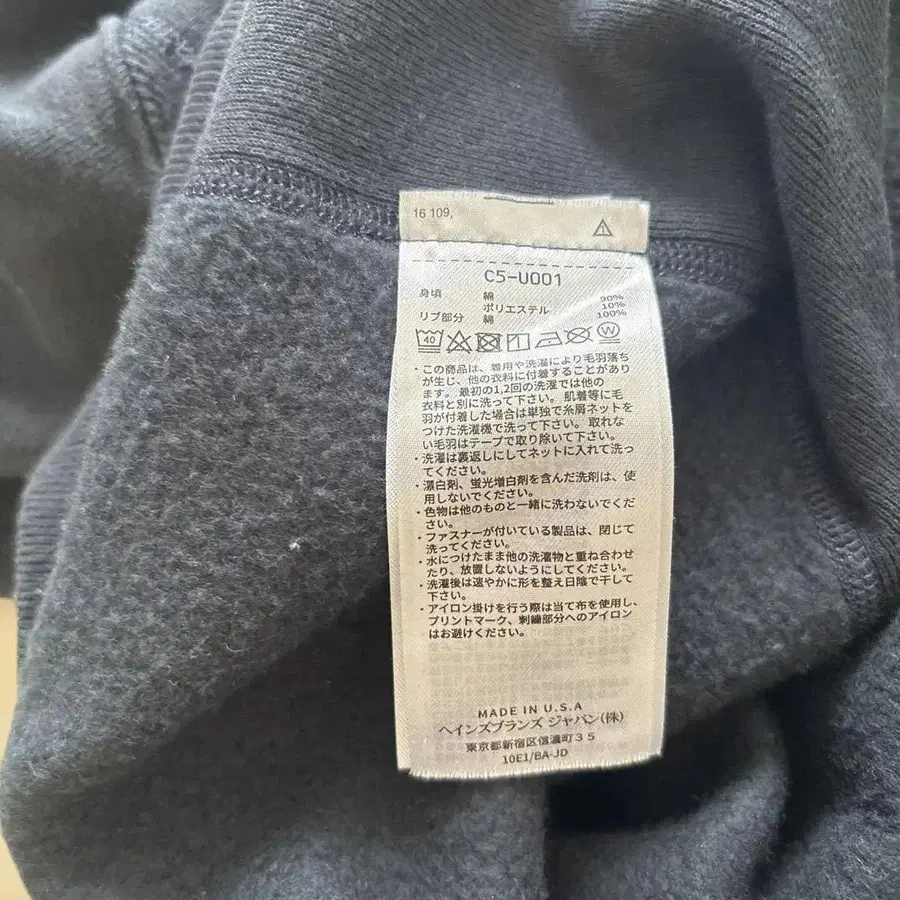 16 109,
C5-U001
身頃 綿 90%
ポリエステル 10%
リブ部分 綿 100%
40 W
・この商品は、着用や洗濯により毛羽落ち
が生じ、他の衣料に付着することがあり
ます。最初の1,2回の洗濯では他の
衣料と別に洗って下さい。肌着等に毛
羽が付着した場合は単独で糸屑ネットを
つけた洗濯機で洗って下さい。取れな
い毛羽はテープで取り除いて下さい。
・洗濯は裏返しにしてネットに入れて洗っ
てください。
・漂白剤、蛍光増白剤を含んだ洗剤は、使
用しないでください。
・色物は他のものと一緒に洗わないでくだ
さい。
・ファスナーが付いている製品は、閉じて
洗ってください。
・水につけたまま他の洗濯物と重ね合わせ
たり、放置しないようにしてください。
・洗濯後は速やかに形を整え日陰で干して
下さい。
・アイロン掛けを行う際は当て布を使用し、
プリントマーク、刺繍部分へのアイロン
はお避けください。
MADE IN U.S.A
ヘインズブランズ ジャパン(株)
東京都新宿区信濃町35
10E1/BA-JD